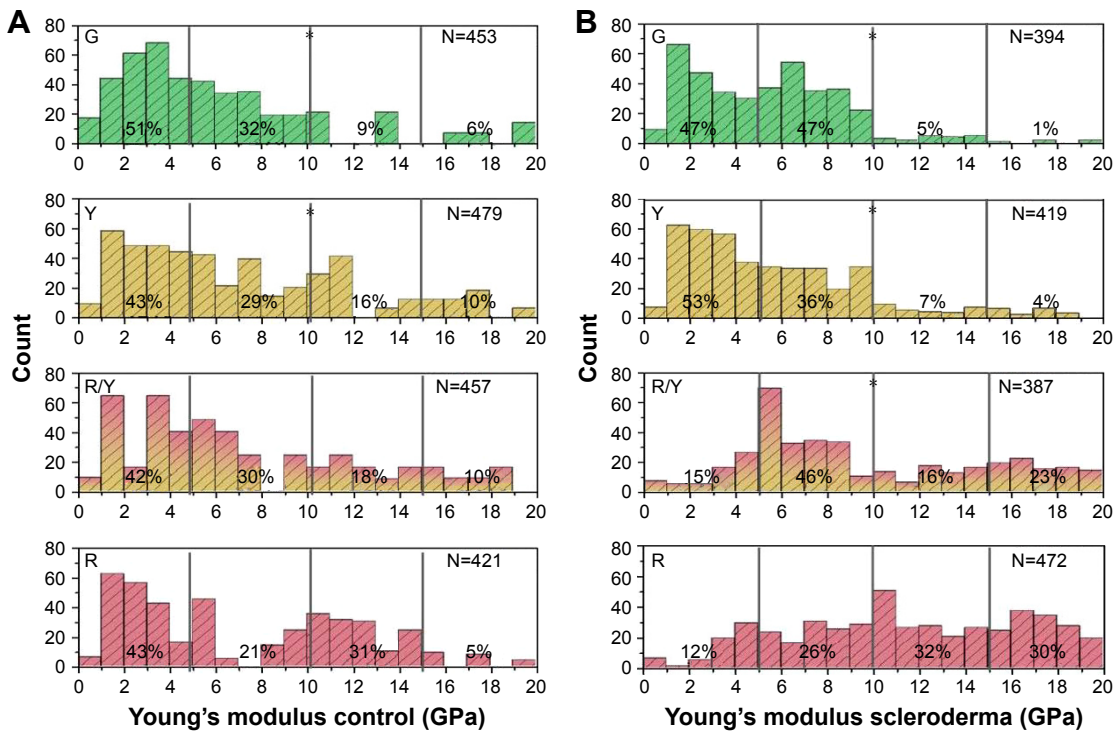 A
80
60
40
20
0
G
*
N=453
51%
32%
9%
6%
0 2 4 6 8 10 12 14 16 18 20
80
60
40
20
0
Y
*
N=479
43%
29%
16%
10%
0 2 4 6 8 10 12 14 16 18 20
Count
80
60
40
20
0
R/Y
N=457
42%
30%
18%
10%
0 2 4 6 8 10 12 14 16 18 20
80
60
40
20
0
R
N=421
43%
21%
31%
5%
0 2 4 6 8 10 12 14 16 18 20
Young's modulus control (GPa)
B
80
60
40
20
0
G
*
N=394
47%
47%
5%
1%
0 2 4 6 8 10 12 14 16 18 20
80
60
40
20
0
Y
*
N=419
53%
36%
7%
4%
0 2 4 6 8 10 12 14 16 18 20
Count
80
60
40
20
0
R/Y
*
N=387
15%
46%
16%
23%
0 2 4 6 8 10 12 14 16 18 20
80
60
40
20
0
R
N=472
12%
26%
32%
30%
0 2 4 6 8 10 12 14 16 18 20
Young's modulus scleroderma (GPa)